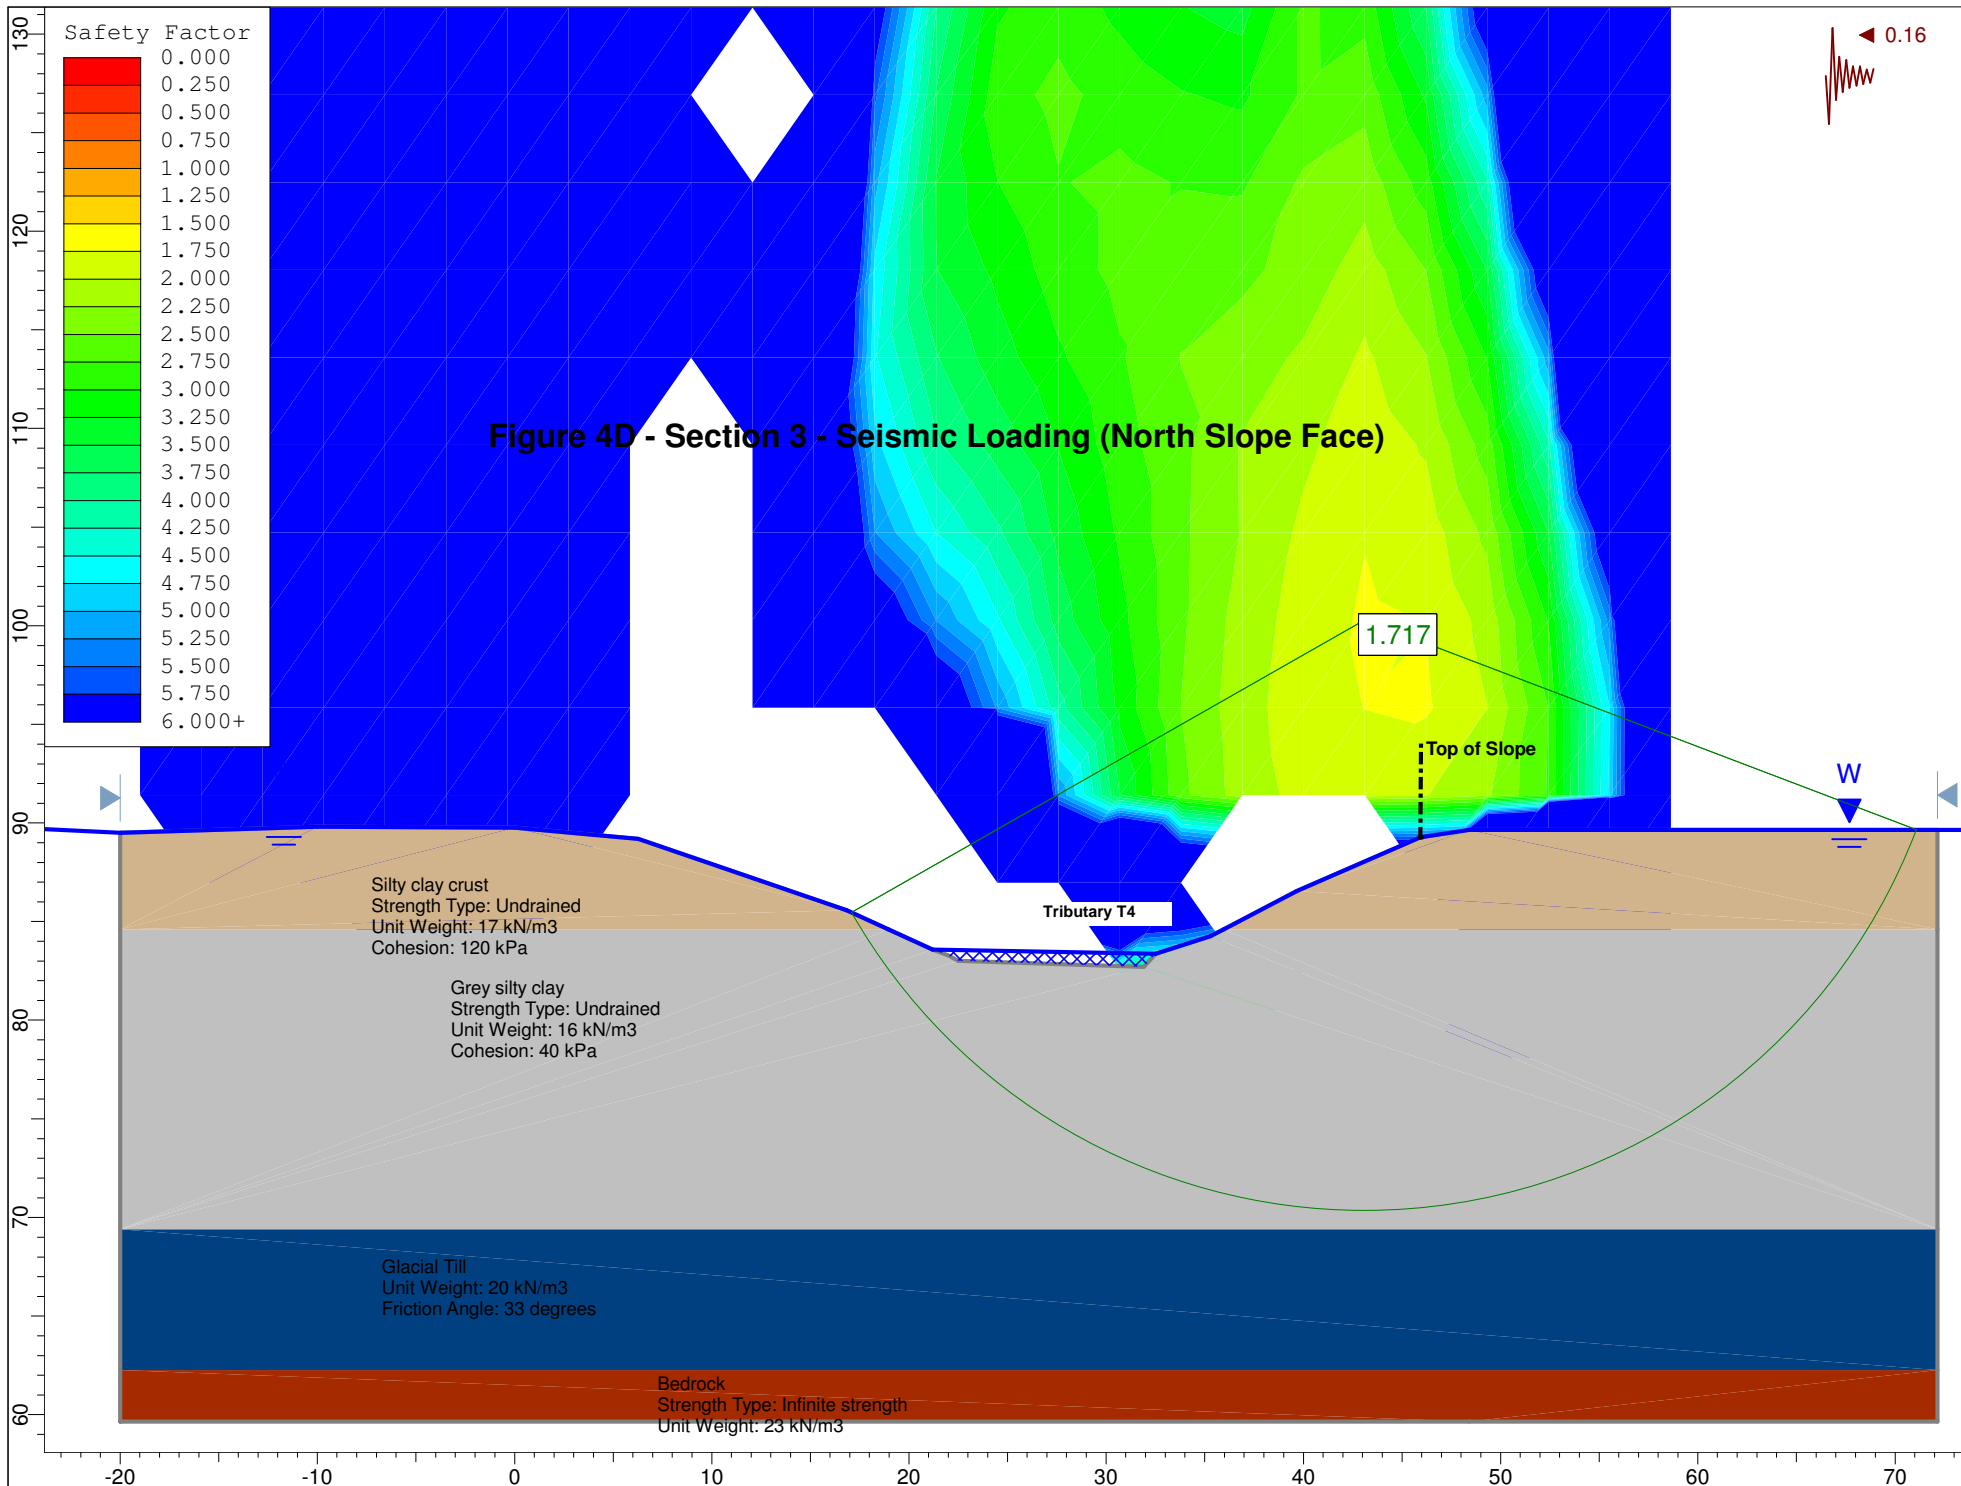 Safety Factor
0.000
0.250
0.500
0.750
1.000
1.250
1.500
1.750
2.000
2.250
2.500
2.750
3.000
3.250
3.500
3.750
4.000
4.250
4.500
4.750
5.000
5.250
5.500
5.750
6.000+
0.16
Figure 4D - Section 3 - Seismic Loading (North Slope Face)
1.717
Top of Slope
W
Tributary T4
Silty clay crust
Strength Type: Undrained
Unit Weight: 17 kN/m3
Cohesion: 120 kPa
Grey silty clay
Strength Type: Undrained
Unit Weight: 16 kN/m3
Cohesion: 40 kPa
Glacial Till
Unit Weight: 20 kN/m3
Friction Angle: 33 degrees
Bedrock
Strength Type: Infinite strength
Unit Weight: 23 kN/m3
130
120
110
100
90
80
70
60
-20 -10 0 10 20 30 40 50 60 70